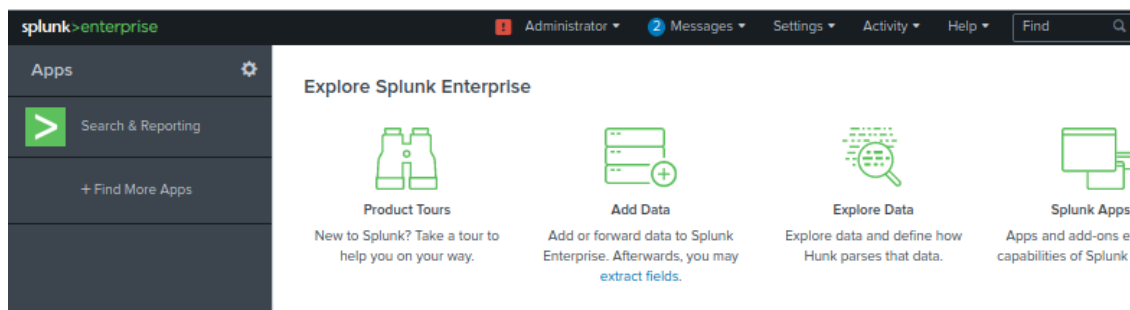 splunk>enterprise
! Administrator 2 Messages Settings Activity Help Find
Apps
Search & Reporting
+ Find More Apps
Explore Splunk Enterprise
Product Tours
New to Splunk? Take a tour to
help you on your way.
Add Data
Add or forward data to Splunk
Enterprise. Afterwards, you may
extract fields.
Explore Data
Explore data and define how
Hunk parses that data.
Splunk Apps
Apps and add-ons e
capabilities of Splunk